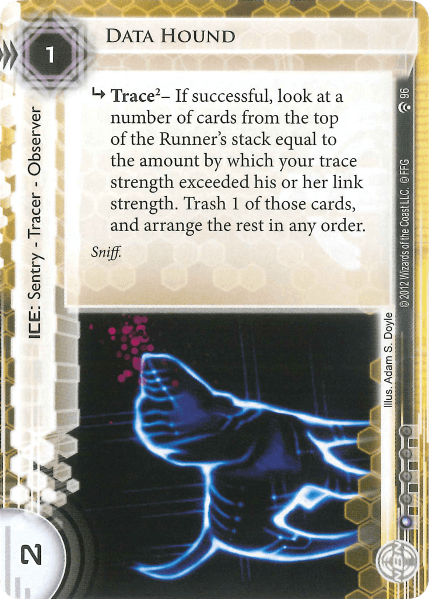 1
DATA HOUND
↳ Trace²– If successful, look at a
number of cards from the top
of the Runner's stack equal to
the amount by which your trace
strength exceeded his or her link
strength. Trash 1 of those cards,
and arrange the rest in any order.
Sniff.
ICE: Sentry - Tracer - Observer
96
© 2012 Wizards of the Coast LLC. © FFG
Illus. Adam S. Doyle
2
NBN